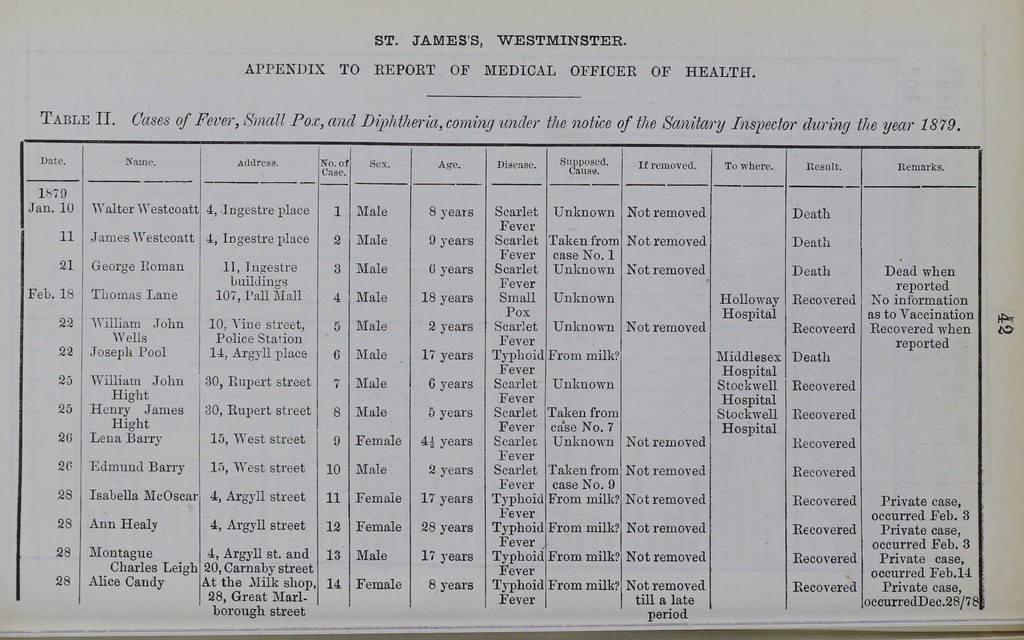 ST. JAMES'S, WESTMINSTER.
APPENDIX TO REPORT OF MEDICAL OFFICER OF HEALTH.
TABLE II. Cases of Fever, Small Pox, and Diphtheria, coming under the notice of the Sanitary Inspector during the year 1879.
Date. Name. Address. No. of Case. Sex. Age. Disease. Supposed. Cause. If removed. To where. Result. Remarks.
1879
Jan. 10 Walter Westcoatt 4, Ingestre place 1 Male 8 years Scarlet Fever Unknown Not removed Death
11 James Westcoatt 4, Ingestre place 2 Male 9 years Scarlet Fever Taken from case No. 1 Not removed Death
21 George Roman 11, Ingestre buildings 3 Male 6 years Scarlet Fever Unknown Not removed Death Dead when reported
Feb. 18 Thomas Lane 107, Pall Mall 4 Male 18 years Small Pox Unknown Holloway Hospital Recovered No information as to Vaccination
22 William John Wells 10, Vine street, Police Station 5 Male 2 years Scarlet Fever Unknown Not removed Recoveerd Recovered when reported
22 Joseph Pool 14, Argyll place 6 Male 17 years Typhoid Fever From milk? Middlesex Hospital Death
25 William John Hight 30, Rupert street 7 Male 6 years Scarlet Fever Unknown Stockwell Hospital Recovered
25 Henry James Hight 30, Rupert street 8 Male 5 years Scarlet Fever Taken from case No. 7 Stockwell Hospital Recovered
26 Lena Barry 15, West street 9 Female 4½ years Scarlet Fever Unknown Not removed Recovered
26 Edmund Barry 15, West street 10 Male 2 years Scarlet Fever Taken from case No. 9 Not removed Recovered
28 Isabella McOscar 4, Argyll street 11 Female 17 years Typhoid Fever From milk? Not removed Recovered Private case, occurred Feb. 3
28 Ann Healy 4, Argyll street 12 Female 28 years Typhoid Fever From milk? Not removed Recovered Private case, occurred Feb. 3
28 Montague Charles Leigh 4, Argyll st. and 20, Carnaby street 13 Male 17 years Typhoid Fever From milk? Not removed Recovered Private case, occurred Feb.14
28 Alice Candy At the Milk shop, 28, Great Marlborough street 14 Female 8 years Typhoid Fever From milk? Not removed till a late period Recovered Private case, occurred Dec.28/78
42